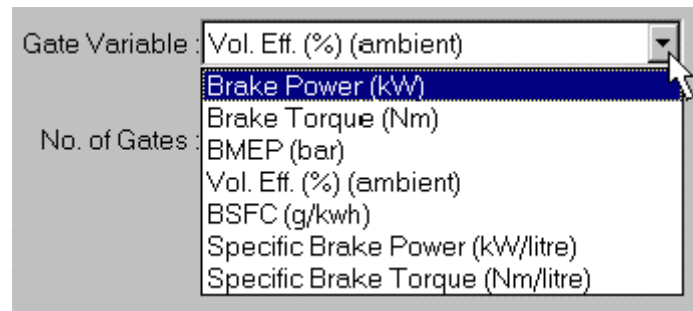 Gate Variable : Vol. Eff. (%) (ambient)
Brake Power (kW)
Brake Torque (Nm)
No. of Gates :
BMEP (bar)
Vol. Eff. (%) (ambient)
BSFC (g/kwh)
Specific Brake Power (kW/litre)
Specific Brake Torque (Nm/litre)